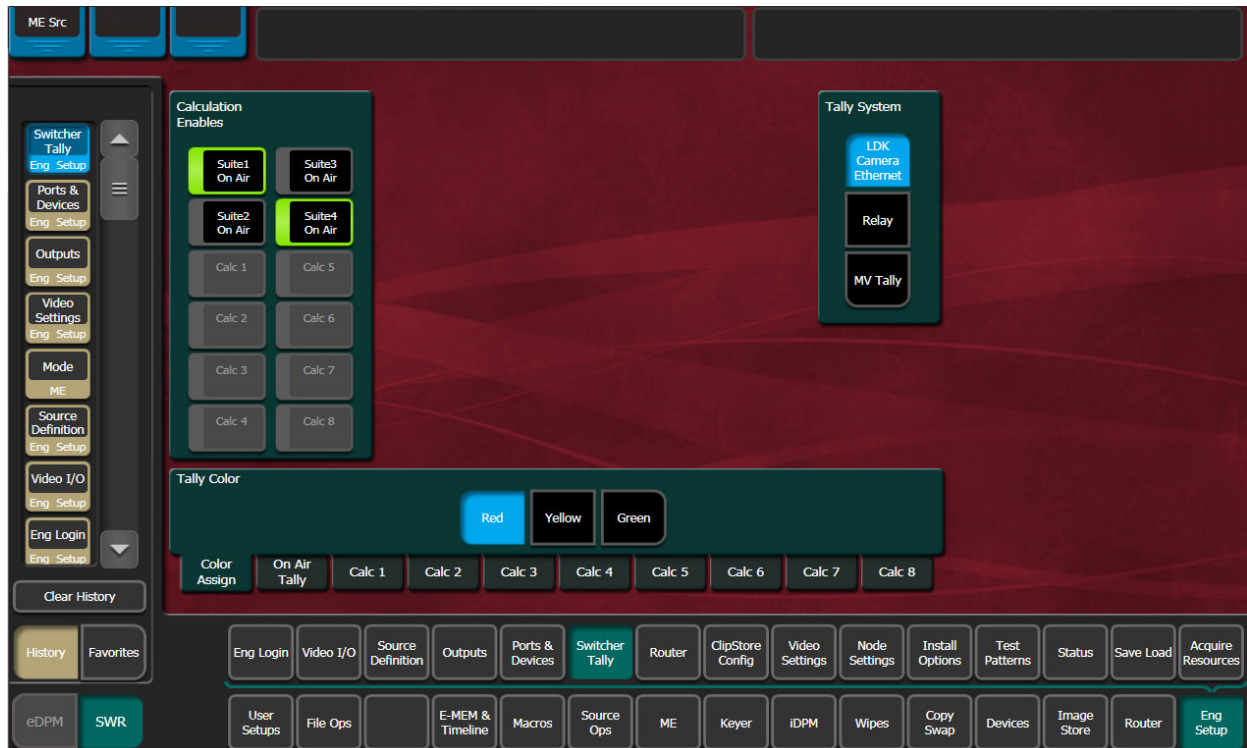 ME Src
Switcher
Tally
Eng Setup
Ports &
Devices
Eng Setup
Outputs
Eng Setup
Video
Settings
Eng Setup
Mode
ME
Source
Definition
Eng Setup
Video I/O
Eng Setup
Eng Login
Eng Setup
Clear History
History Favorites
eDPM SWR
Calculation
Enables
Suite1
On Air
Suite3
On Air
Suite2
On Air
Suite4
On Air
Calc 1 Calc 5
Calc 2 Calc 6
Calc 3 Calc 7
Calc 4 Calc 8
Tally System
LDK
Camera
Ethernet
Relay
MV Tally
Tally Color
Red Yellow Green
Color
Assign
On Air
Tally
Calc 1 Calc 2 Calc 3 Calc 4 Calc 5 Calc 6 Calc 7 Calc 8
Eng Login
Video I/O
Source
Definition
Outputs
Ports &
Devices
Switcher
Tally
Router
ClipStore
Config
Video
Settings
Node
Settings
Install
Options
Test
Patterns
Status
Save Load
Acquire
Resources
User
Setups
File Ops
E-MEM &
Timeline
Macros
Source
Ops
ME
Keyer
iDPM
Wipes
Copy
Swap
Devices
Image
Store
Router
Eng
Setup